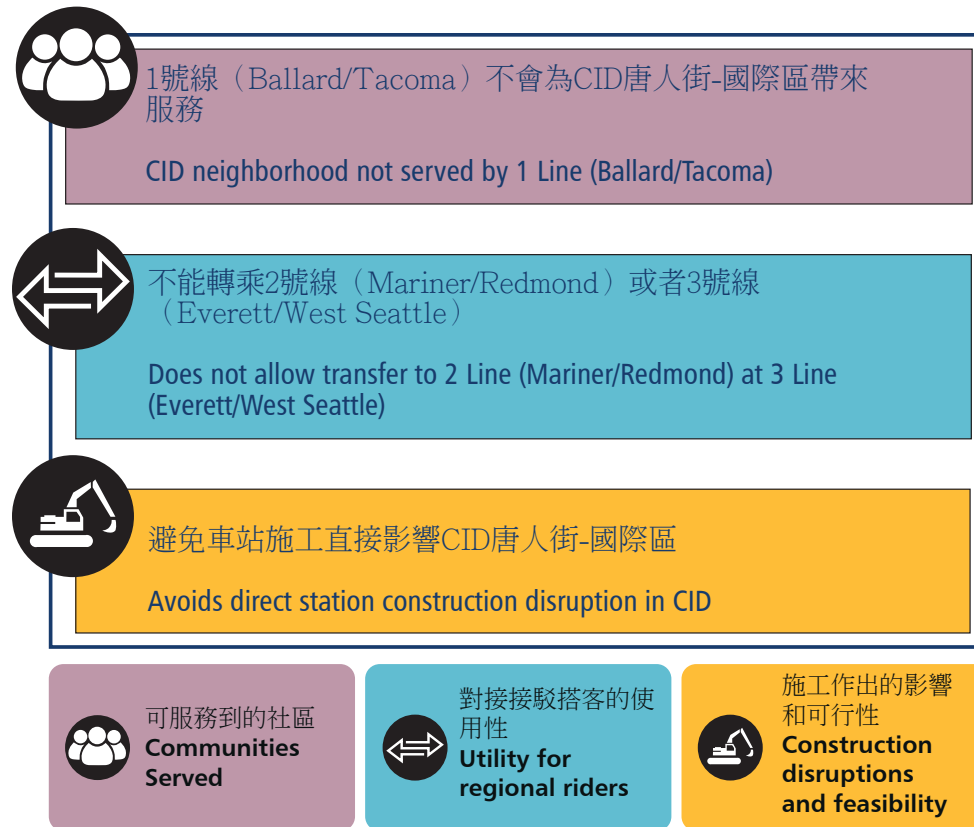 1號線（Ballard/Tacoma）不會為CID唐人街-國際區帶來
服務
CID neighborhood not served by 1 Line (Ballard/Tacoma)
不能轉乘2號線（Mariner/Redmond）或者3號線
（Everett/West Seattle）
Does not allow transfer to 2 Line (Mariner/Redmond) at 3 Line
(Everett/West Seattle)
避免車站施工直接影響CID唐人街-國際區
Avoids direct station construction disruption in CID
可服務到的社區
Communities
Served
對接接駁搭客的使
用性
Utility for
regional riders
施工作出的影響
和可行性
Construction
disruptions
and feasibility